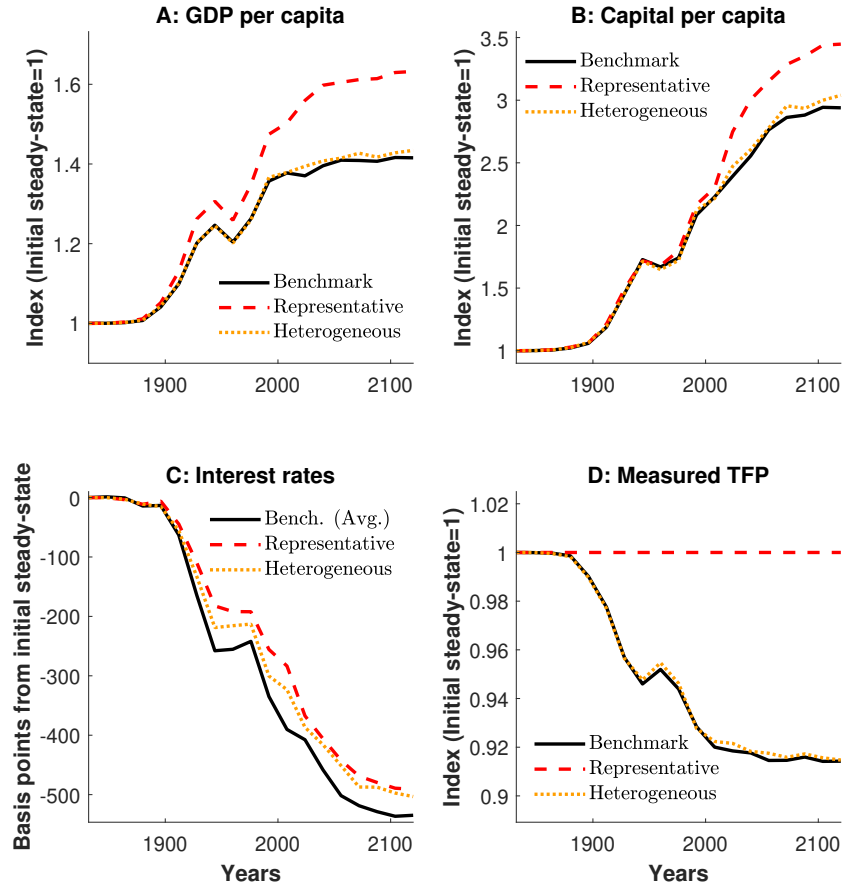 A: GDP per capita
Index (Initial steady-state=1)
1.6
1.4
1.2
1
Benchmark
Representative
Heterogeneous
1900
2000
2100
B: Capital per capita
Index (Initial steady-state=1)
3.5
3
2.5
2
1.5
1
Benchmark
Representative
Heterogeneous
1900
2000
2100
C: Interest rates
Basis points from initial steady-state
0
-100
-200
-300
-400
-500
Bench. (Avg.)
Representative
Heterogeneous
1900
2000
2100
Years
D: Measured TFP
Index (Initial steady-state=1)
1.02
1
0.98
0.96
0.94
0.92
0.9
Benchmark
Representative
Heterogeneous
1900
2000
2100
Years